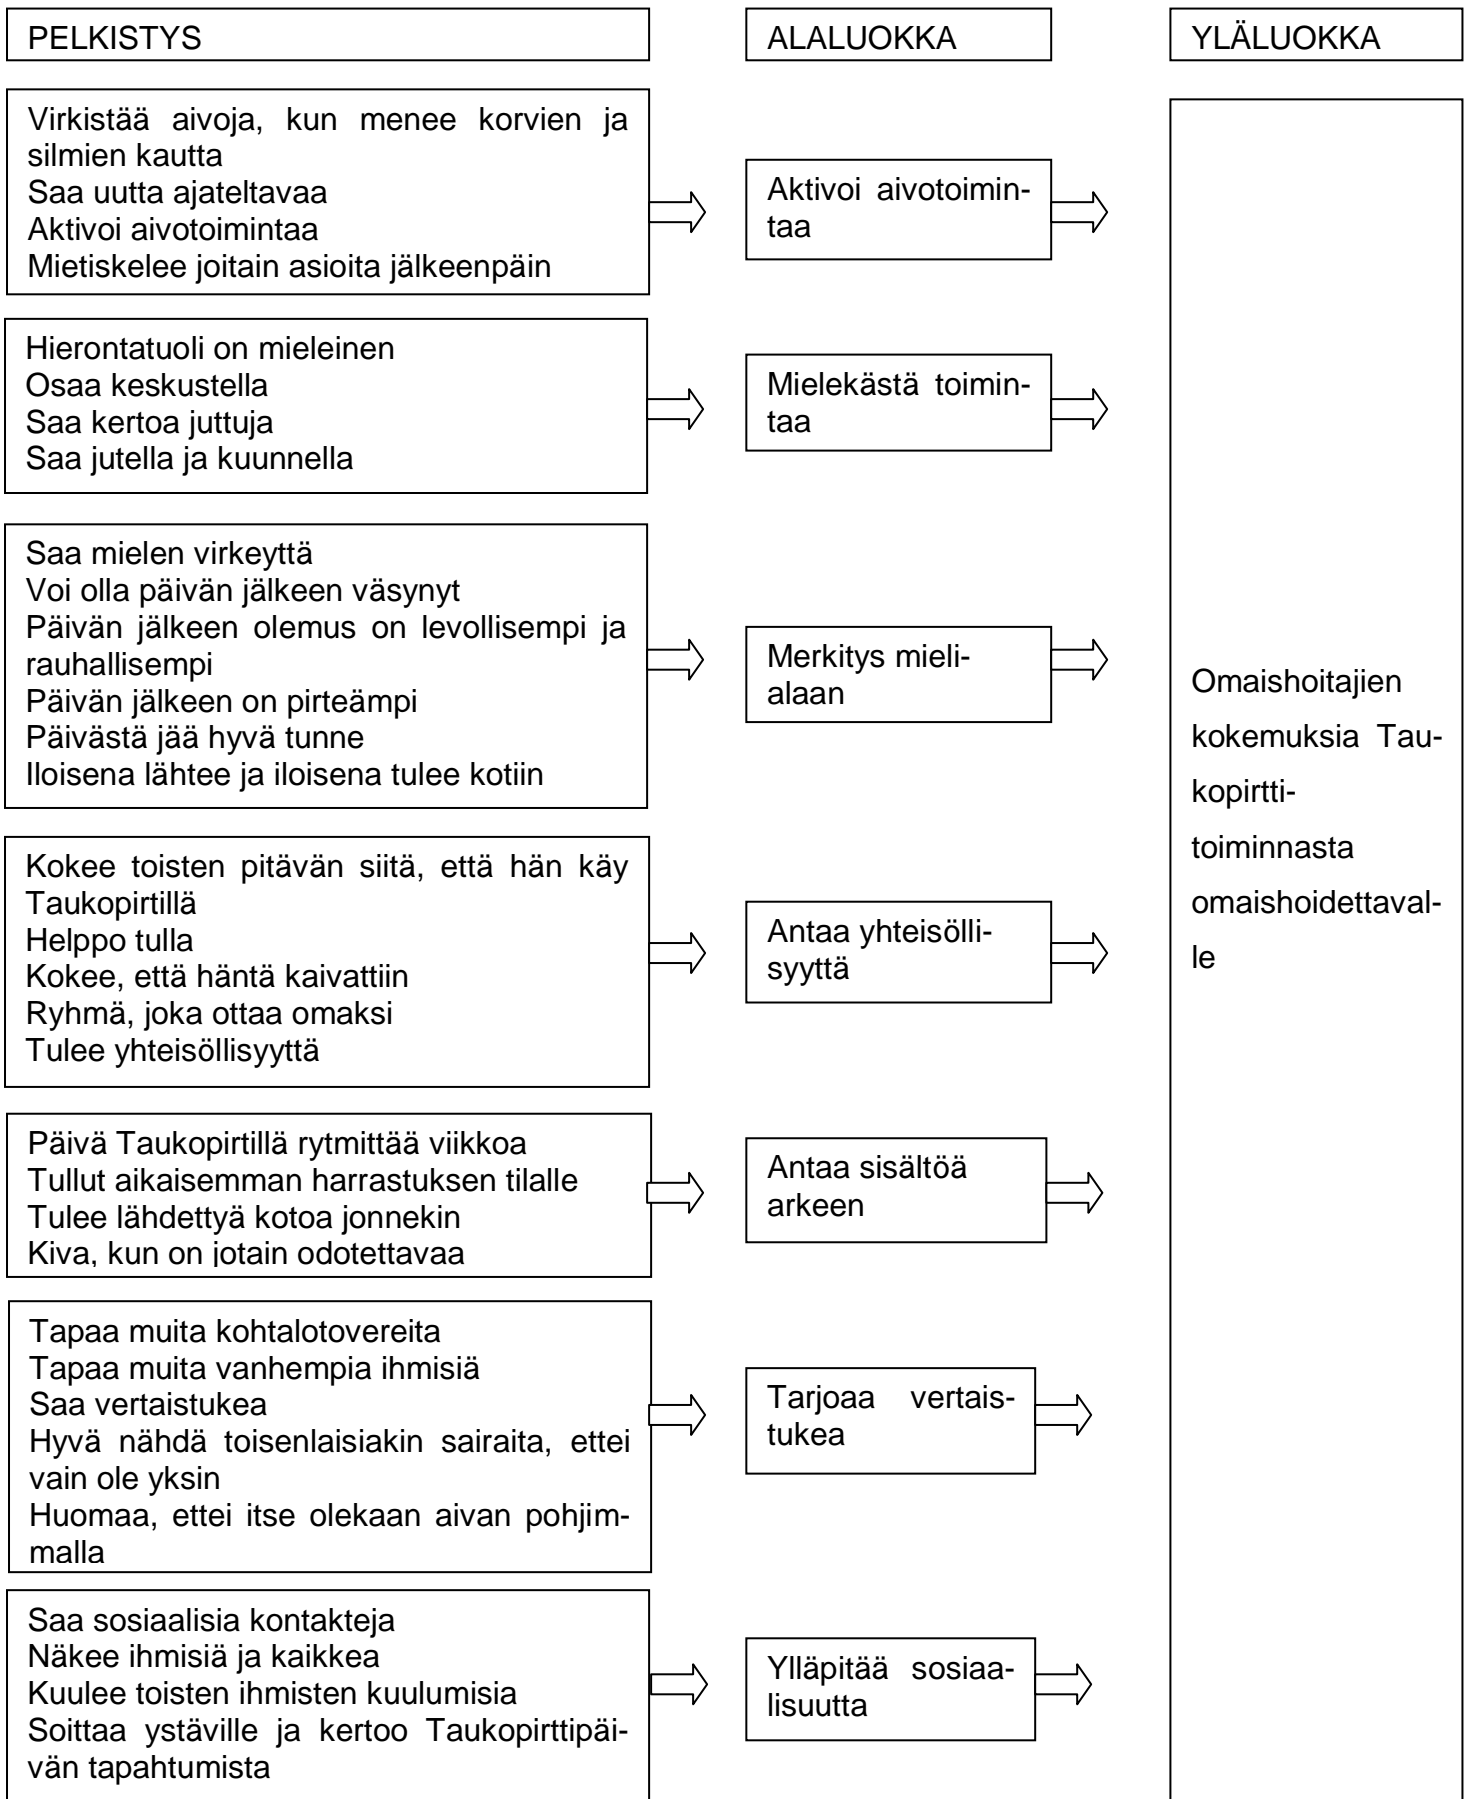 PELKISTYS
ALALUOKKA
YLÄLUOKKA
Virkistää aivoja, kun menee korvien ja
silmien kautta
Saa uutta ajateltavaa
Aktivoi aivotoimintaa
Mietiskelee joitain asioita jälkeenpäin
Aktivoi aivotoimin-
taa
Hierontatuoli on mieleinen
Osaa keskustella
Saa kertoa juttuja
Saa jutella ja kuunnella
Mielekästä toimin-
taa
Saa mielen virkeyttä
Voi olla päivän jälkeen väsynyt
Päivän jälkeen olemus on levollisempi ja
rauhallisempi
Päivän jälkeen on pirteämpi
Päivästä jää hyvä tunne
Iloisena lähtee ja iloisena tulee kotiin
Merkitys mieli-
alaan
Kokee toisten pitävän siitä, että hän käy
Taukopirtillä
Helppo tulla
Kokee, että häntä kaivattiin
Ryhmä, joka ottaa omaksi
Tulee yhteisöllisyyttä
Antaa yhteisölli-
syyttä
Päivä Taukopirtillä rytmittää viikkoa
Tullut aikaisemman harrastuksen tilalle
Tulee lähdettyä kotoa jonnekin
Kiva, kun on jotain odotettavaa
Antaa sisältöä
arkeen
Tapaa muita kohtalotovereita
Tapaa muita vanhempia ihmisiä
Saa vertaistukea
Hyvä nähdä toisenlaisiakin sairaita, ettei
vain ole yksin
Huomaa, ettei itse olekaan aivan pohjim-
malla
Tarjoaa vertais-
tukea
Saa sosiaalisia kontakteja
Näkee ihmisiä ja kaikkea
Kuulee toisten ihmisten kuulumisia
Soittaa ystäville ja kertoo Taukopirttipäi-
vän tapahtumista
Ylläpitää sosiaa-
lisuutta
Omaishoitajien
kokemuksia Tau-
kopirtti-
toiminnasta
omaishoidettaval-
le